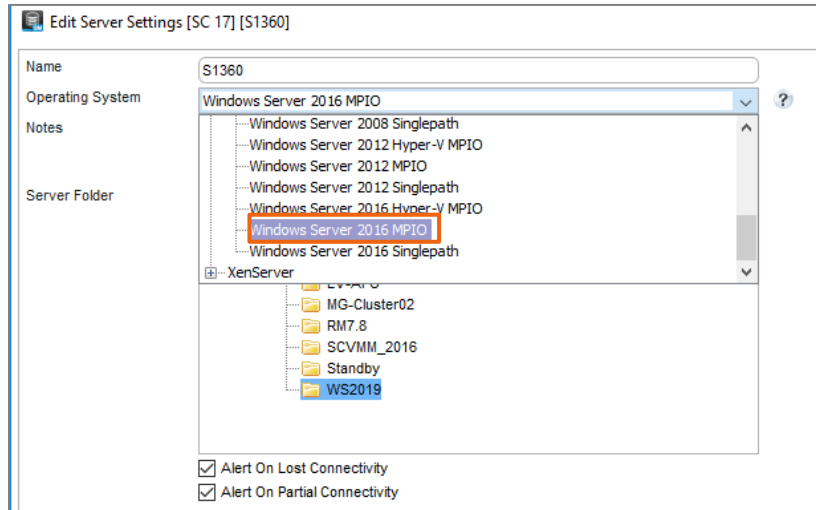 Edit Server Settings [SC 17] [S1360]
Name
S1360
Operating System
Windows Server 2016 MPIO
?
Notes
Windows Server 2008 Singlepath
Windows Server 2012 Hyper-V MPIO
Windows Server 2012 MPIO
Windows Server 2012 Singlepath
Server Folder
Windows Server 2016 Hyper-V MPIO
Windows Server 2016 MPIO
Windows Server 2016 Singlepath
XenServer
MG-Cluster02
RM7.8
SCVMM_2016
Standby
WS2019
Alert On Lost Connectivity
Alert On Partial Connectivity